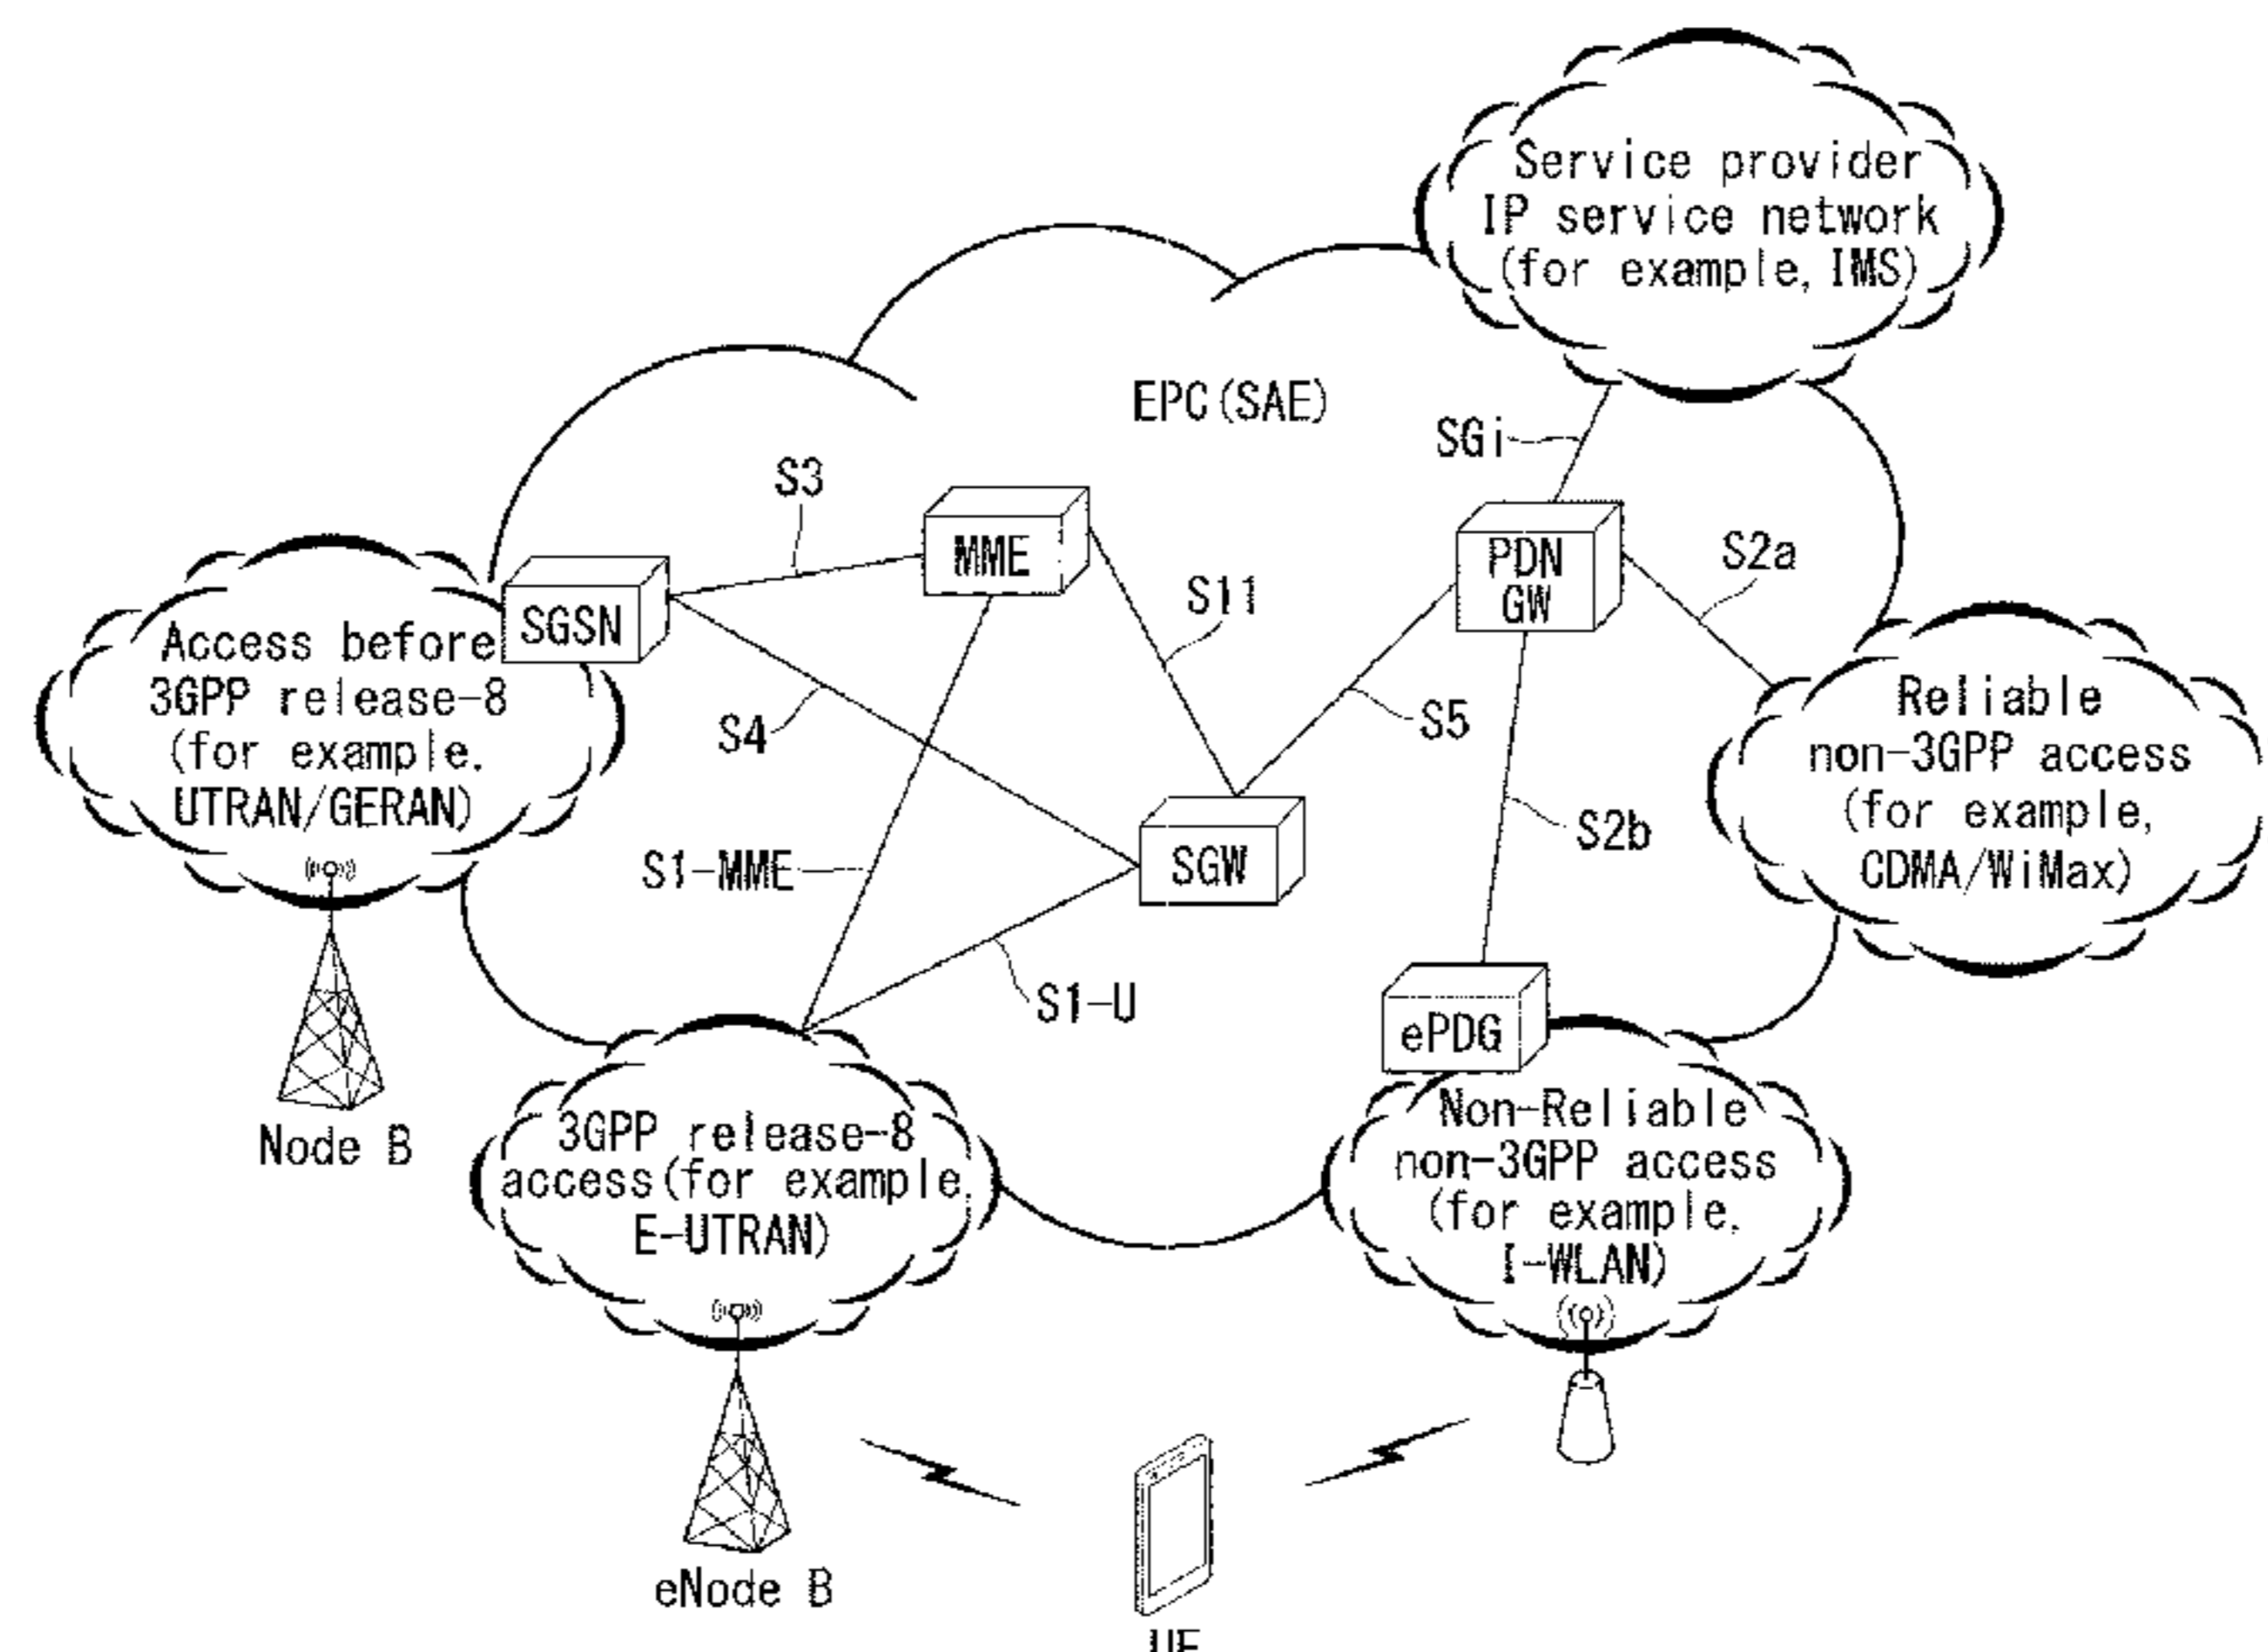 Service provider
IP service network
(for example, IMS)
EPC(SAE)
SGi
S3
MME
PDN
GW
S2a
SGSN
S11
Access before
3GPP release-8
(for example,
UTRAN/GERAN)
S4
S5
Reliable
non-3GPP access
(for example,
CDMA/WiMax)
S1-MME
SGW
S2b
S1-U
ePDG
Node B
3GPP release-8
access(for example,
E-UTRAN)
Non-Reliable
non-3GPP access
(for example,
I-WLAN)
eNode B
UE